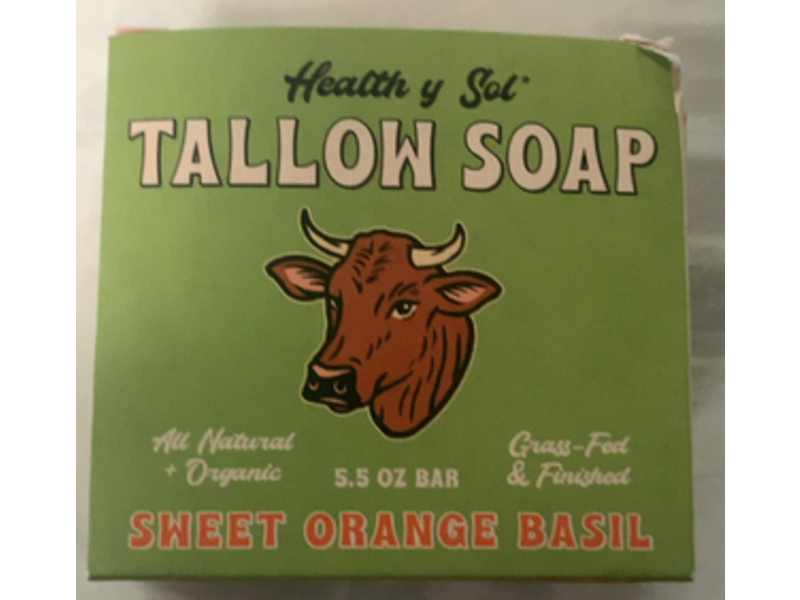 Health y Sol
TALLOW SOAP
All Natural
+ Organic
5.5 OZ BAR
Grass-Fed
& Finished
SWEET ORANGE BASIL